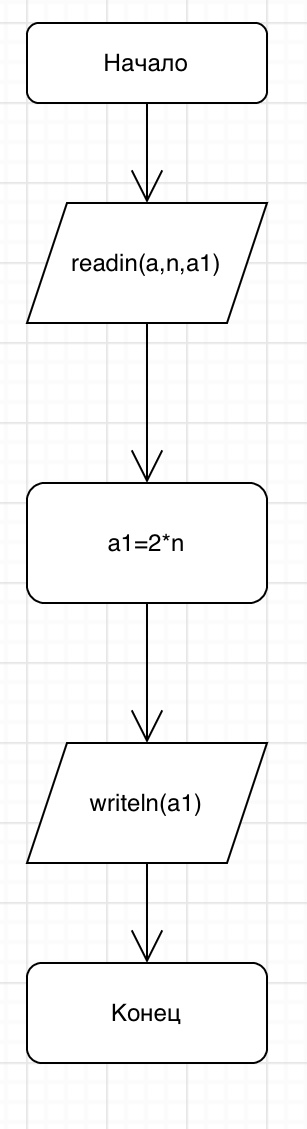 Начало
readin(a,n,a1)
a1=2*n
writeln(a1)
Конец